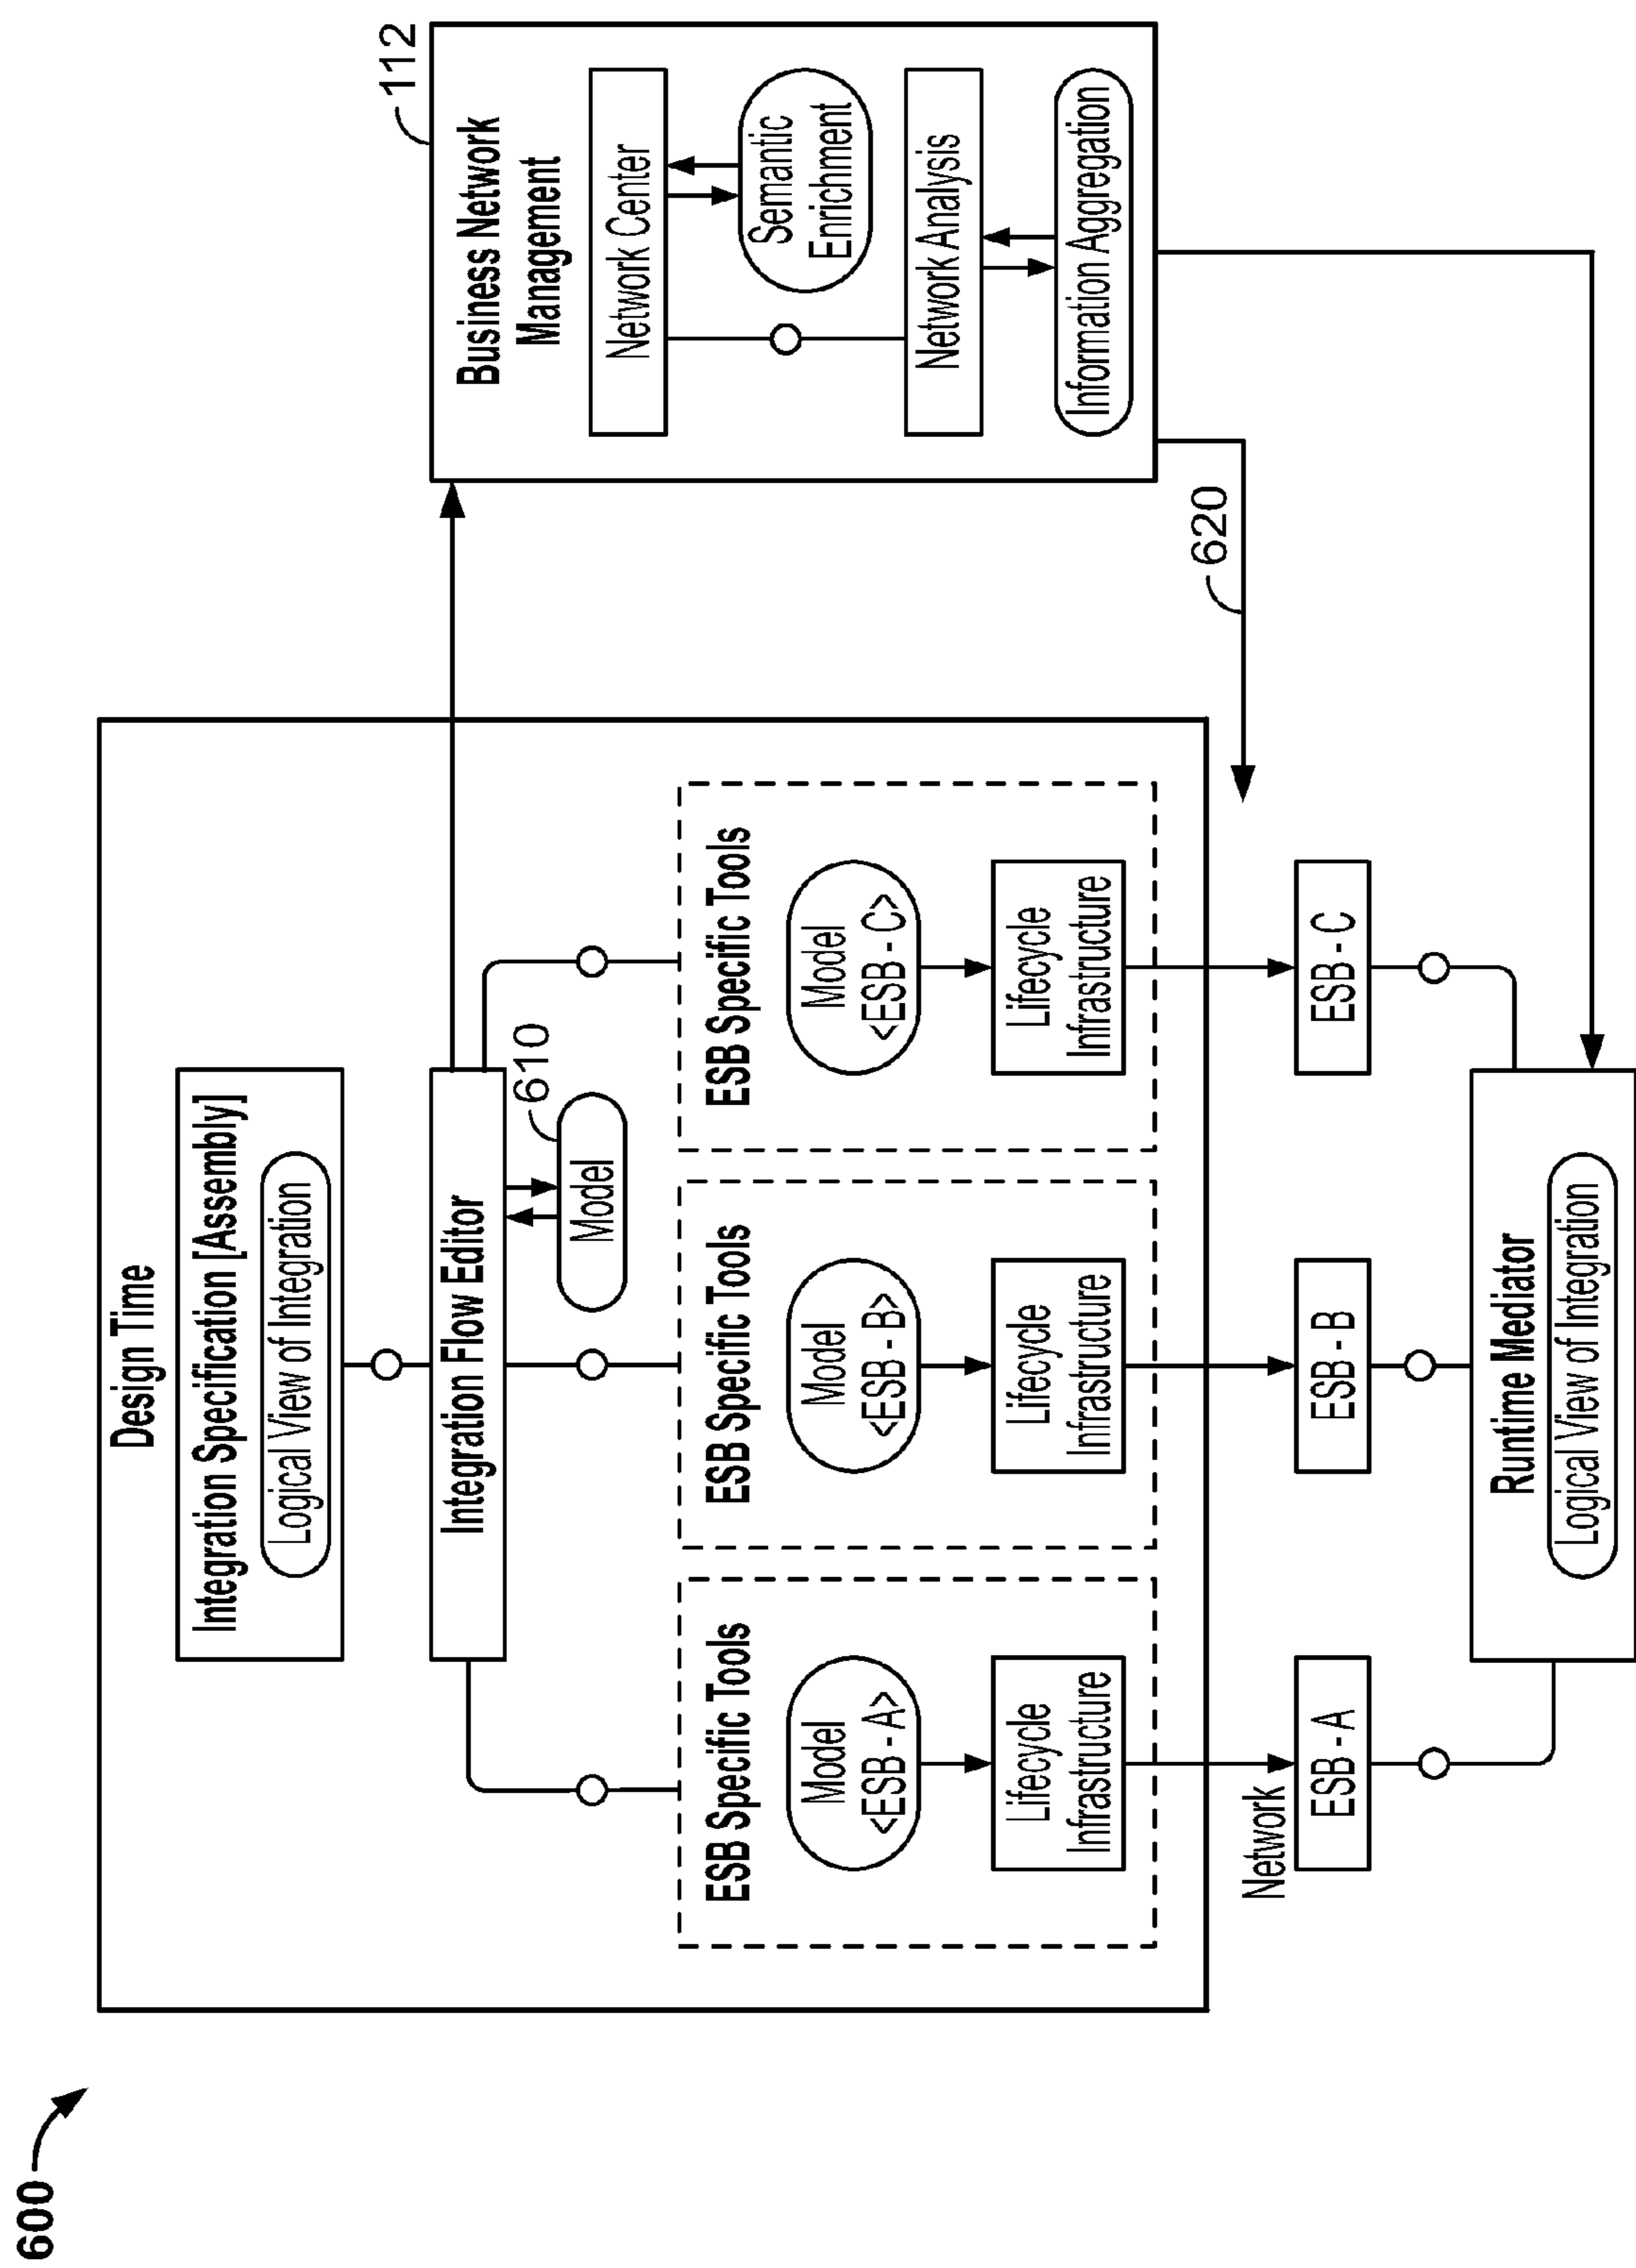 600
Design Time
Integration Specification [Assembly]
Logical View of Integration
Integration Flow Editor
Model
610
ESB Specific Tools
Model
<ESB - A>
Lifecycle
Infrastructure
ESB Specific Tools
Model
<ESB - B>
Lifecycle
Infrastructure
ESB Specific Tools
Model
<ESB - C>
Lifecycle
Infrastructure
Network
ESB - A
ESB - B
ESB - C
Runtime Mediator
Logical View of Integration
112
Business Network
Management
Network Center
Semantic
Enrichment
Network Analysis
Information Aggregation
620